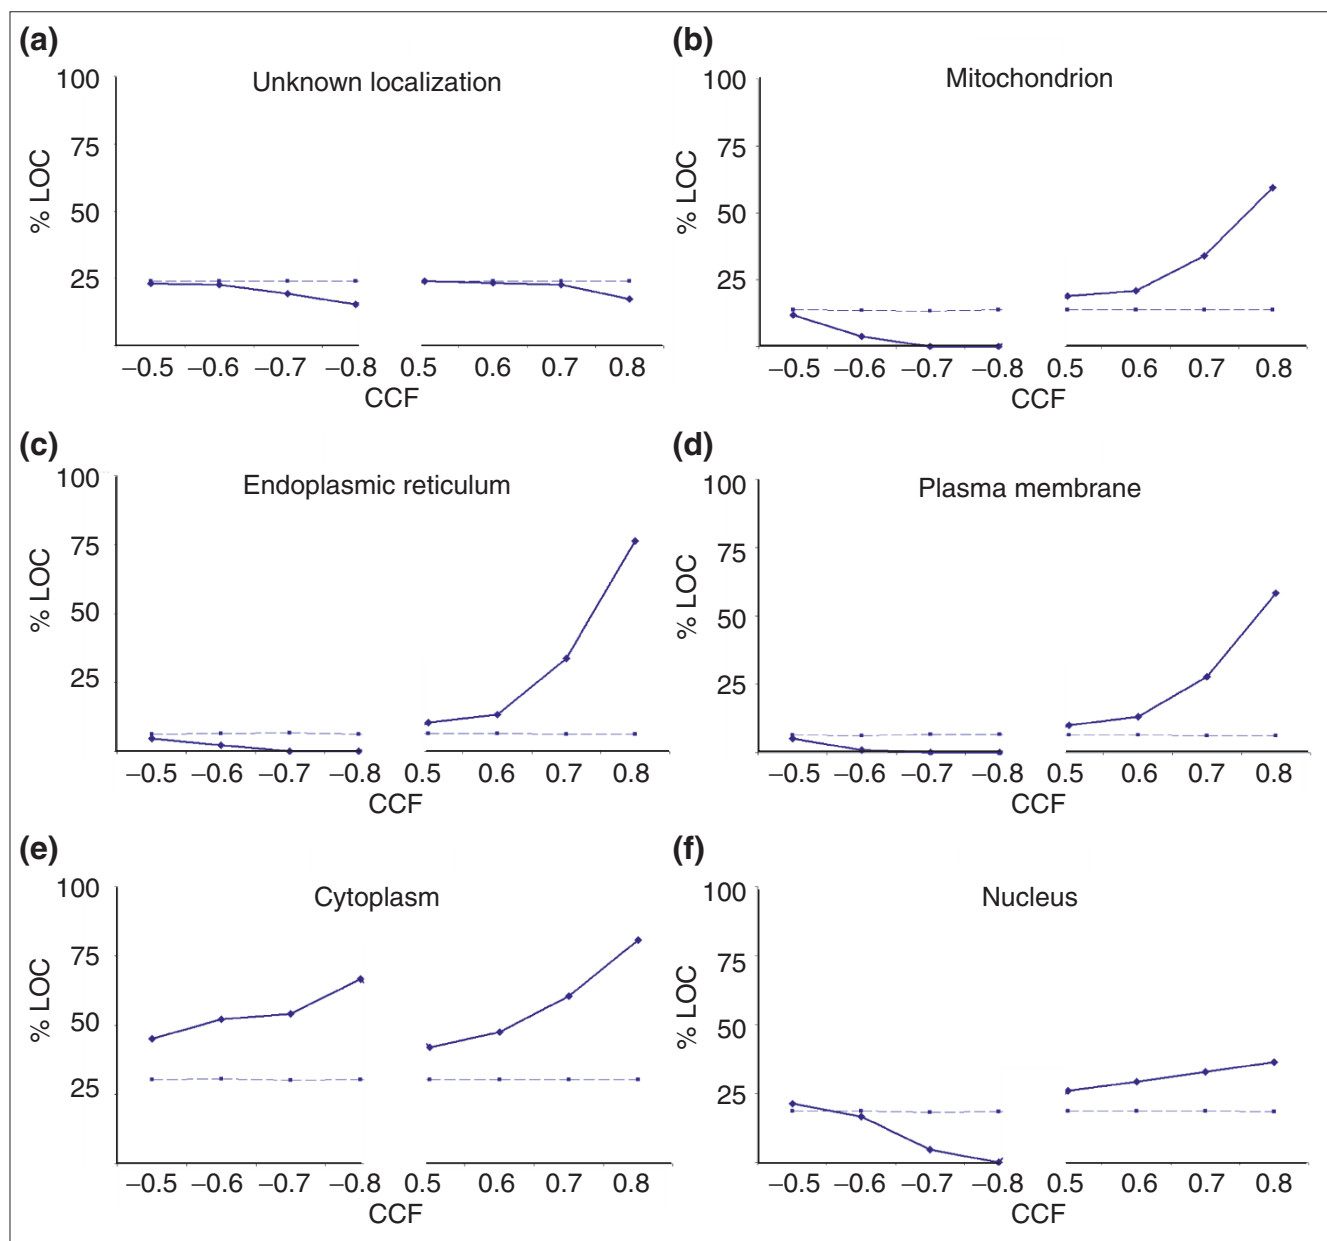 (a)
Unknown localization
100
75
50
25
% LOC
−0.5 −0.6 −0.7 −0.8 0.5 0.6 0.7 0.8
CCF
(b)
Mitochondrion
100
75
50
25
% LOC
−0.5 −0.6 −0.7 −0.8 0.5 0.6 0.7 0.8
CCF
(c)
Endoplasmic reticulum
100
75
50
25
% LOC
−0.5 −0.6 −0.7 −0.8 0.5 0.6 0.7 0.8
CCF
(d)
Plasma membrane
100
75
50
25
% LOC
−0.5 −0.6 −0.7 −0.8 0.5 0.6 0.7 0.8
CCF
(e)
Cytoplasm
100
75
50
25
% LOC
−0.5 −0.6 −0.7 −0.8 0.5 0.6 0.7 0.8
CCF
(f)
Nucleus
100
75
50
25
% LOC
−0.5 −0.6 −0.7 −0.8 0.5 0.6 0.7 0.8
CCF